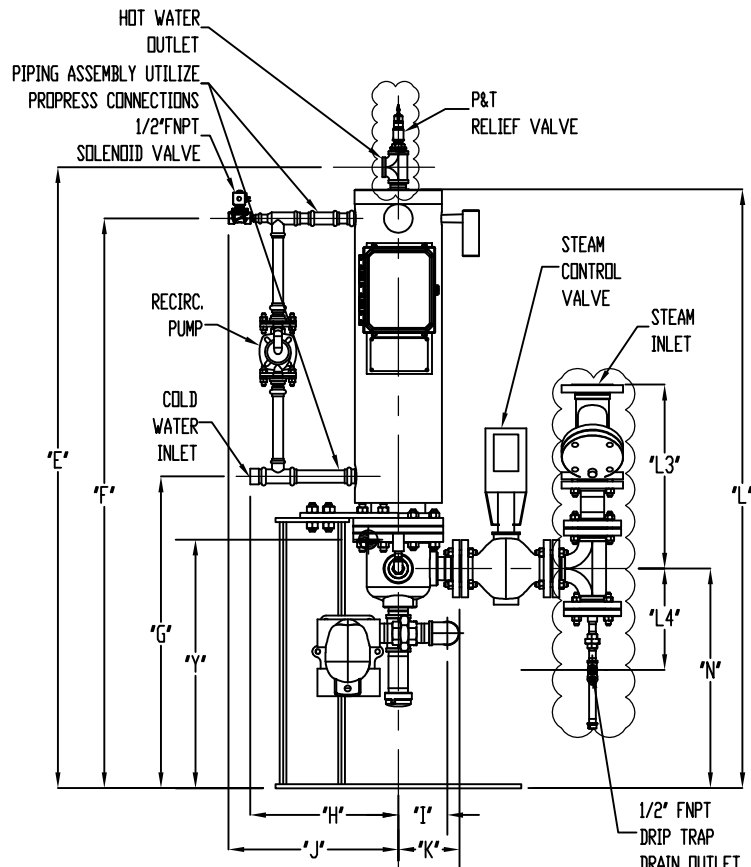 HOT WATER
OUTLET
PIPING ASSEMBLY UTILIZE
PROPRESS CONNECTIONS
1/2"FNPT
SOLENOID VALVE
P&T
RELIEF VALVE
STEAM
CONTROL
VALVE
STEAM
INLET
RECIRC.
PUMP
COLD
WATER
INLET
"E"
"F"
"L3"
"L"
"G"
"Y"
"L4"
"N"
"H"
"I"
"J"
"K"
1/2" FNPT
DRIP TRAP
DRAIN OUTLET